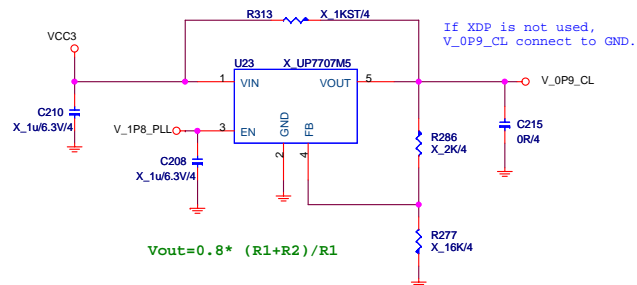 R313
X_1KST/4
If XDP is not used,
V_0P9_CL connect to GND.
VCC3
U23
X_UP7707M5
1
VIN
VOUT
5
V_0P9_CL
C210
X_1u/6.3V/4
V_1P8_PLL
3
EN
GND
FB
2
4
R286
X_2K/4
C215
0R/4
C208
X_1u/6.3V/4
R277
X_16K/4
Vout=0.8* (R1+R2)/R1